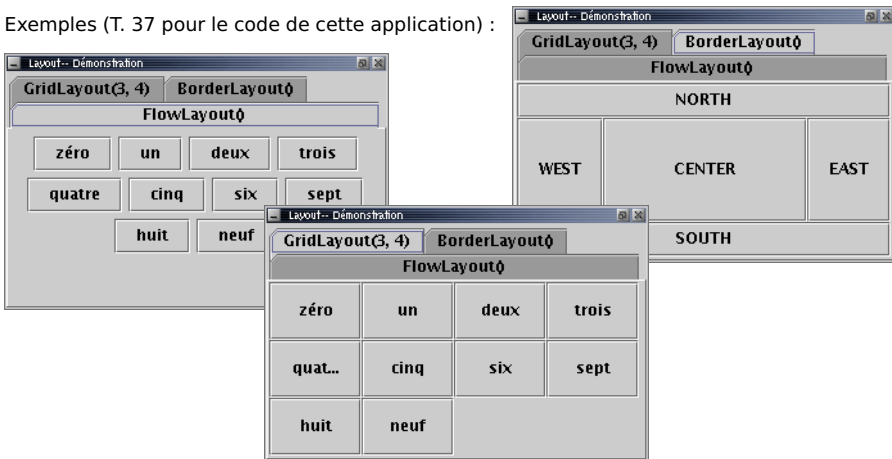 Exemples (T. 37 pour le code de cette application) :
Layout-- Démonstration
GridLayout(3, 4) BorderLayout()
FlowLayout()
zéro un deux trois
quatre cinq six sept
huit neuf
Layout-- Démonstration
GridLayout(3, 4) BorderLayout()
FlowLayout()
NORTH
WEST CENTER EAST
SOUTH
Layout-- Démonstration
GridLayout(3, 4) BorderLayout()
FlowLayout()
zéro un deux trois
quat... cinq six sept
huit neuf